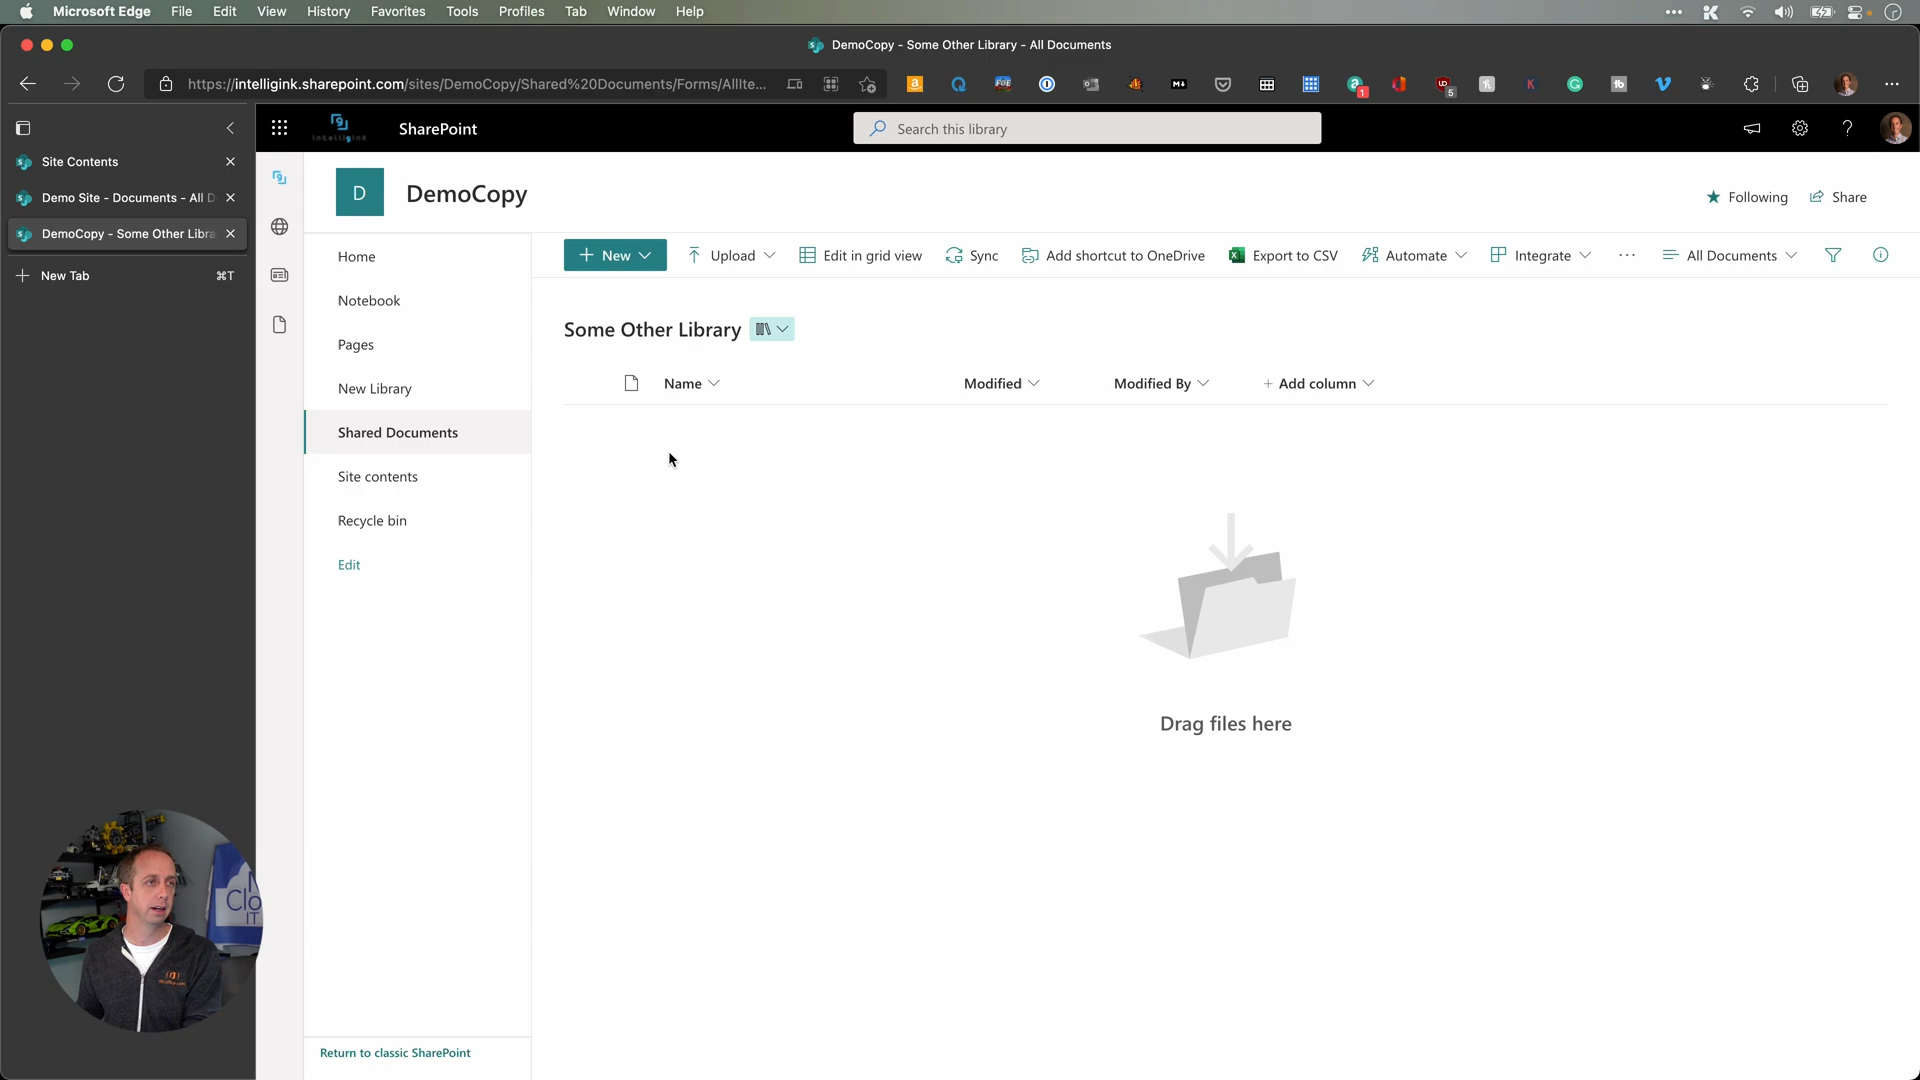 Microsoft Edge File Edit View History Favorites Tools Profiles Tab Window Help
DemoCopy - Some Other Library - All Documents
https://intelligink.sharepoint.com/sites/DemoCopy/Shared%20Documents/Forms/AllIte...
SharePoint
Search this library
Site Contents
Demo Site - Documents - All D
DemoCopy - Some Other Libra
New Tab ⌘T
D
DemoCopy
Following
Share
Home
Notebook
Pages
New Library
Shared Documents
Site contents
Recycle bin
Edit
Return to classic SharePoint
+ New
Upload
Edit in grid view
Sync
Add shortcut to OneDrive
Export to CSV
Automate
Integrate
...
All Documents
Some Other Library
Name
Modified
Modified By
+ Add column
Drag files here
Clo
IT